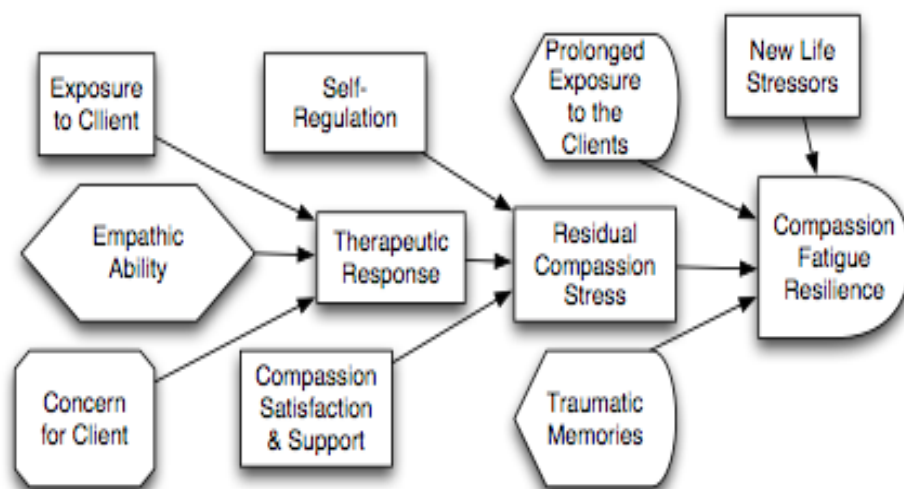 Exposure
to Cllient
Self-
Regulation
Prolonged
Exposure
to the
Clients
New Life
Stressors
Empathic
Ability
Therapeutic
Response
Residual
Compassion
Stress
Compassion
Fatigue
Resilience
Concern
for Client
Compassion
Satisfaction
& Support
Traumatic
Memories